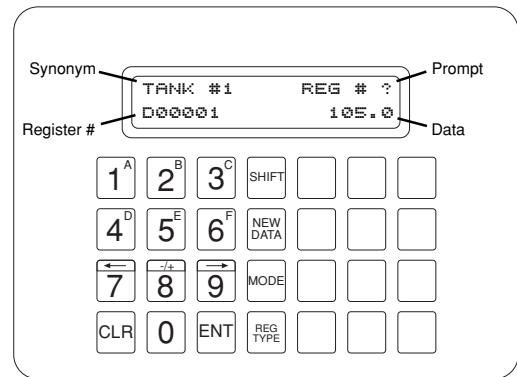 Synonym
Prompt
TANK #1 REG # ?
D00001 105.0
Register #
Data
1 A 2 B 3 C SHIFT
4 D 5 E 6 F NEW DATA
← -/+ →
7 8 9 MODE
CLR 0 ENT REG TYPE